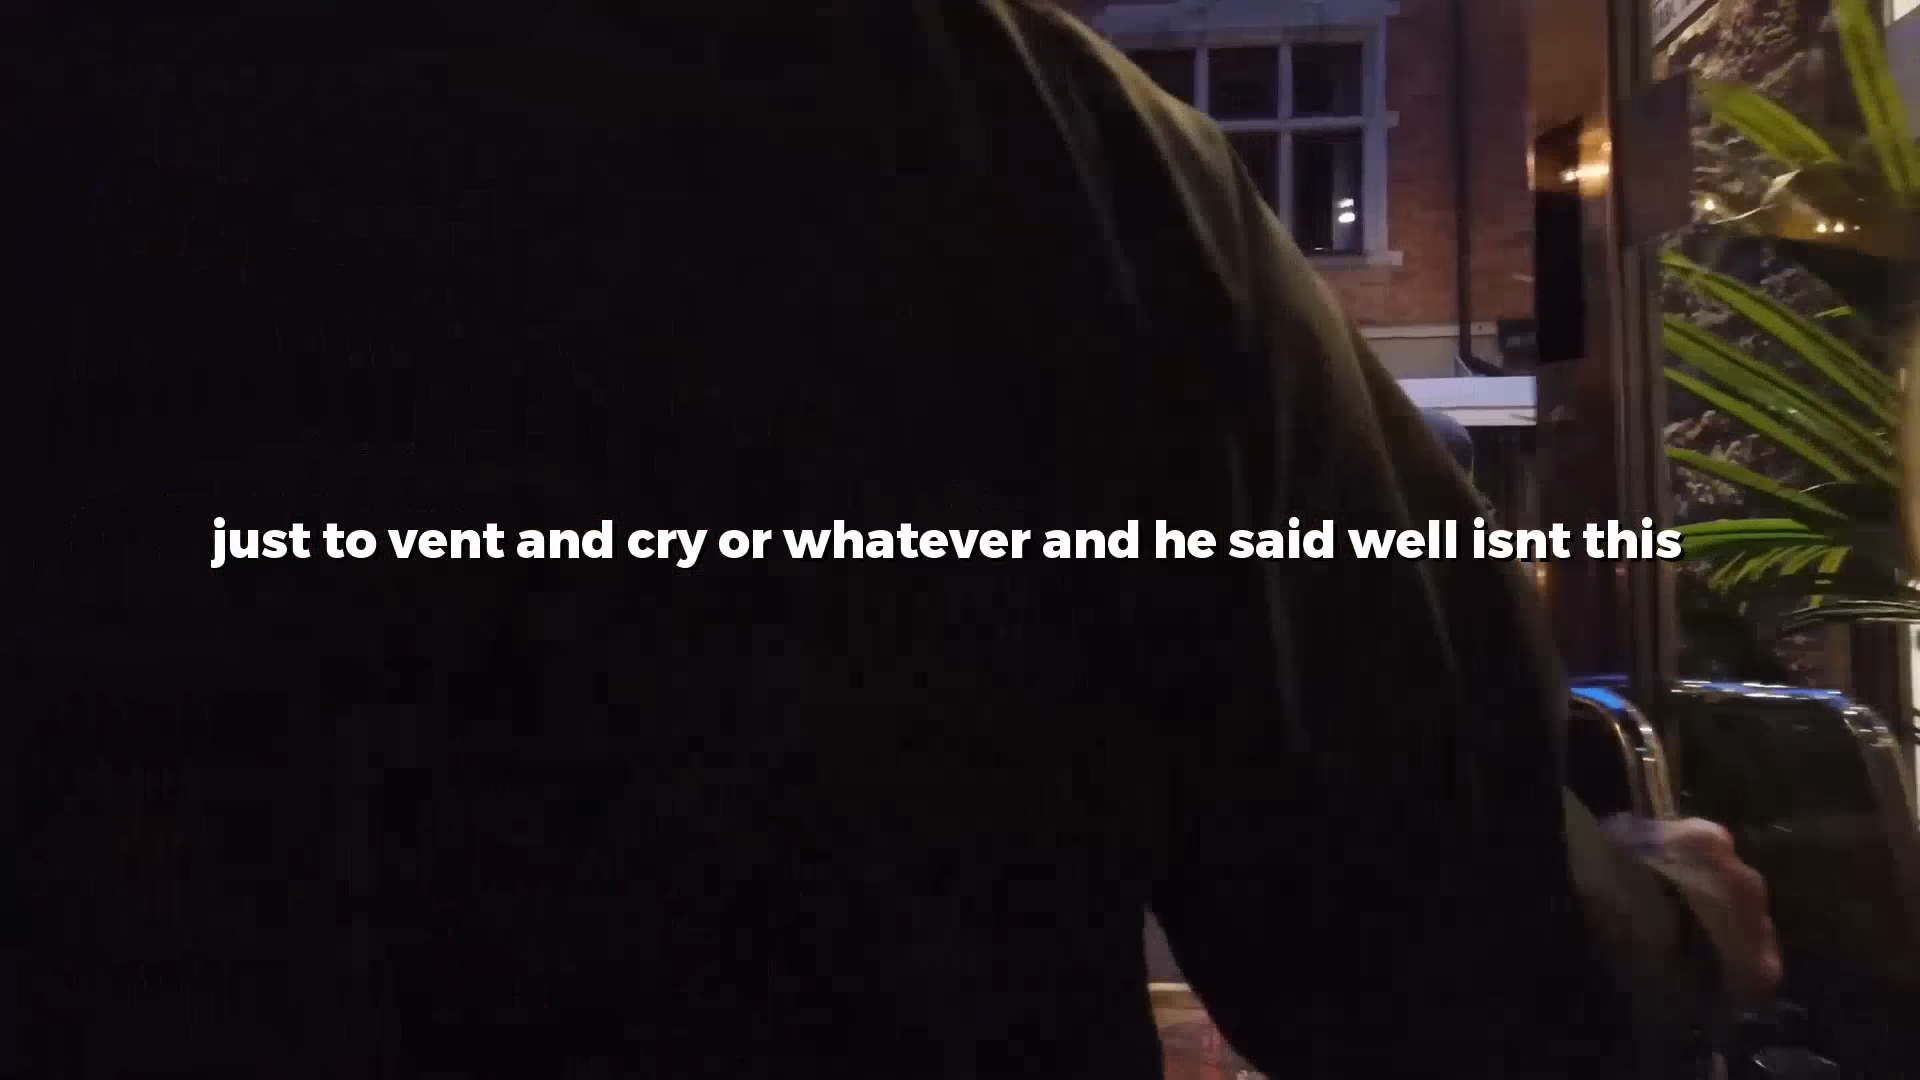 just to vent and cry or whatever and he said well isnt this